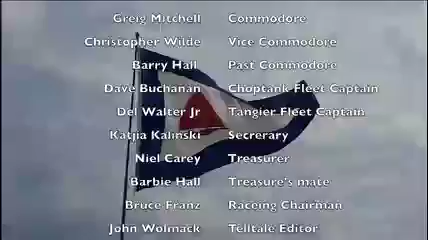 Greig Mitchell Commodore
Christopher Wilde Vice Commodore
Barry Hall Past Commodore
Dave Buchanan Choptank Fleet Captain
Del Walter Jr Tangier Fleet Captain
Katjia Kalinski Secrerary
Niel Carey Treasurer
Barbie Hall Treasure's mate
Bruce Franz Raceing Chairman
John Wolmack Telltale Editor